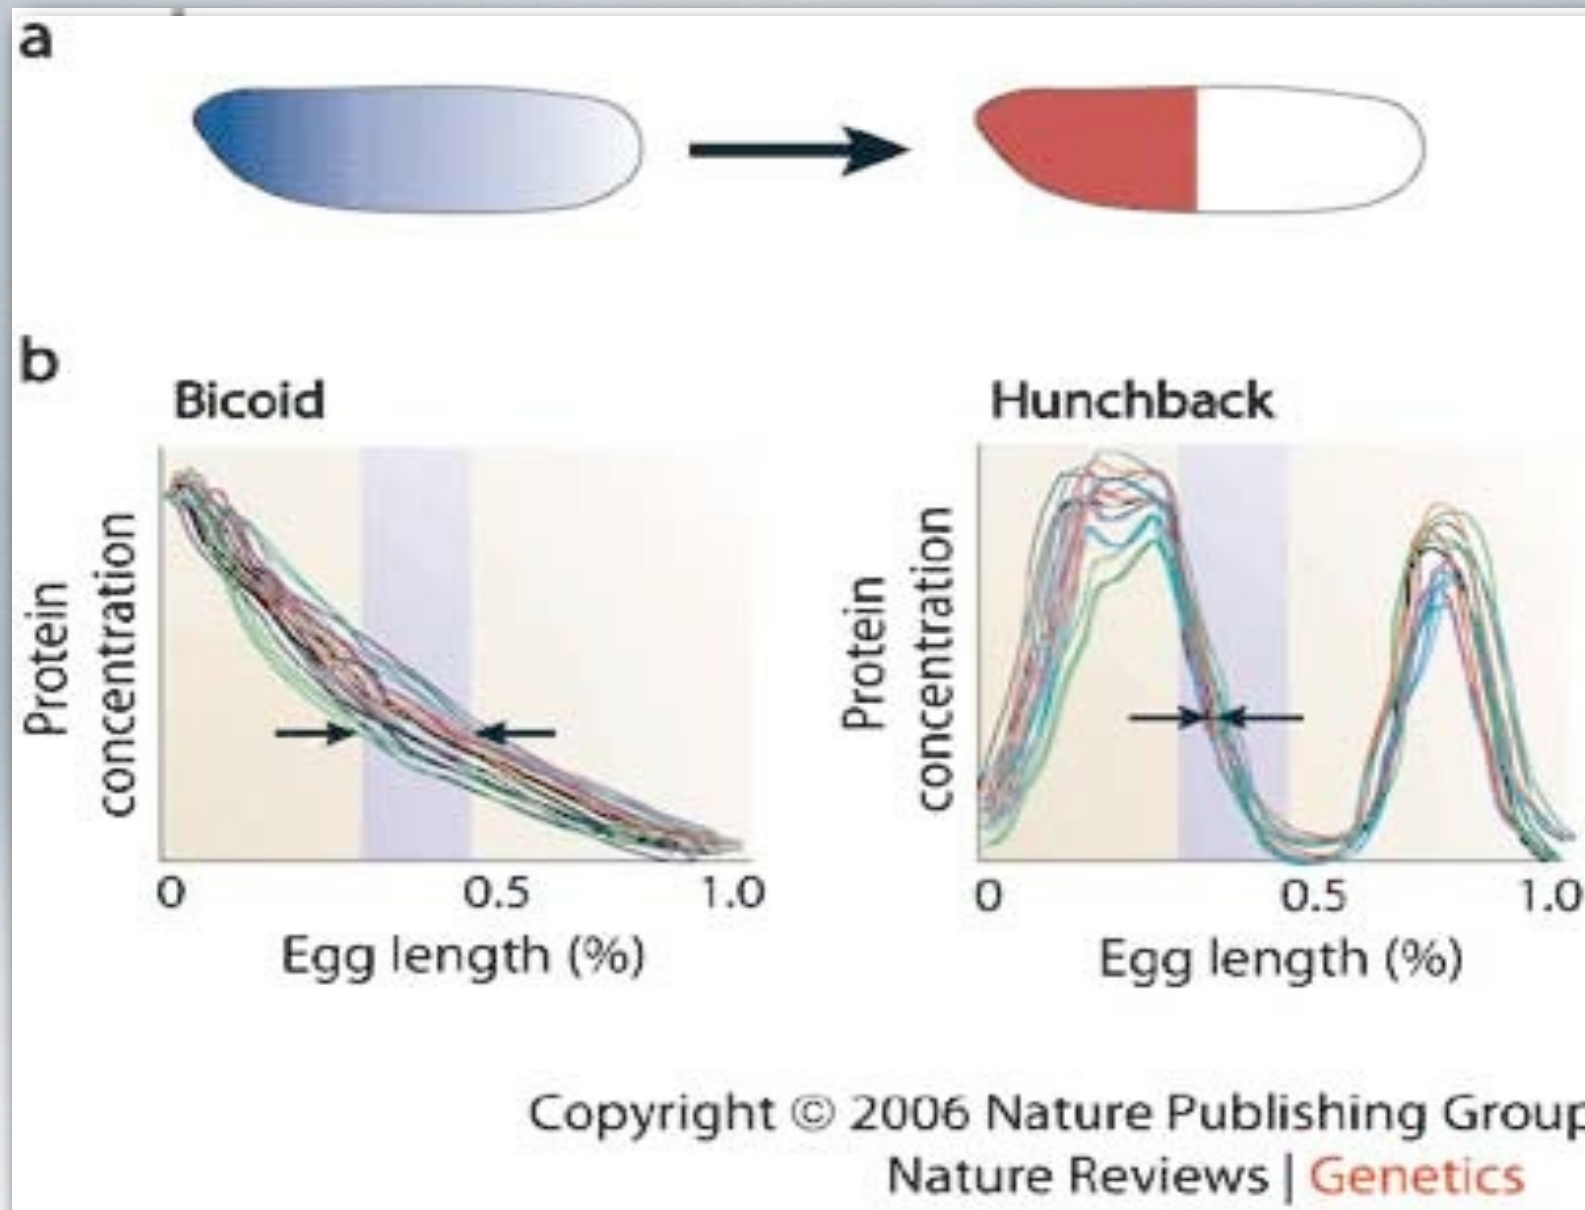 a
b
Bicoid
Hunchback
Protein
concentration
0
0.5
1.0
Egg length (%)
Protein
concentration
0
0.5
1.0
Egg length (%)
Copyright © 2006 Nature Publishing Group
Nature Reviews | Genetics